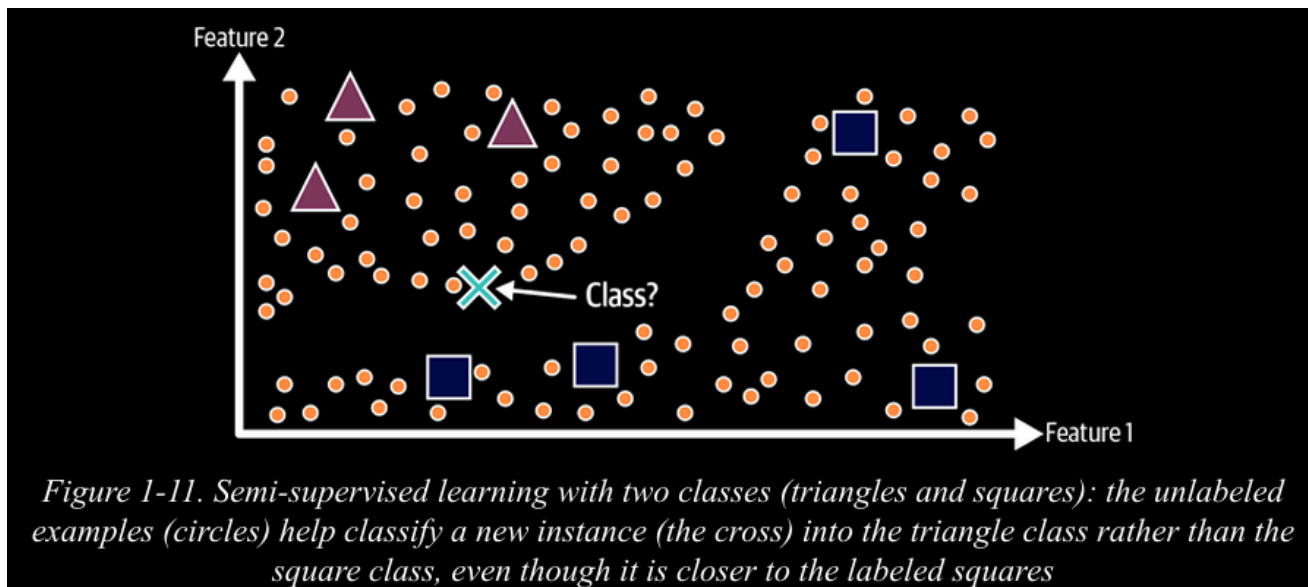 Feature 2
Class?
Feature 1
Figure 1-11. Semi-supervised learning with two classes (triangles and squares): the unlabeled
examples (circles) help classify a new instance (the cross) into the triangle class rather than the
square class, even though it is closer to the labeled squares